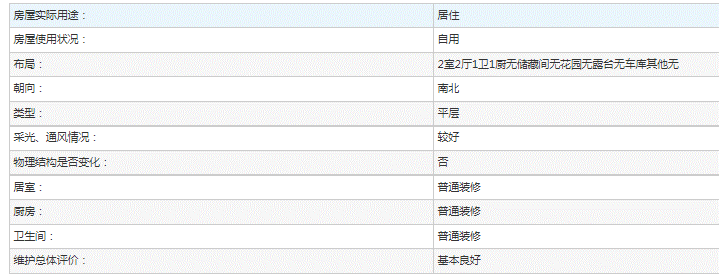 房屋实际用途： 居住
房屋使用状况： 自用
布局： 2室2厅1卫1厨无储藏间无花园无露台无车库其他无
朝向： 南北
类型： 平层
采光、通风情况： 较好
物理结构是否变化： 否
居室： 普通装修
厨房： 普通装修
卫生间： 普通装修
维护总体评价： 基本良好